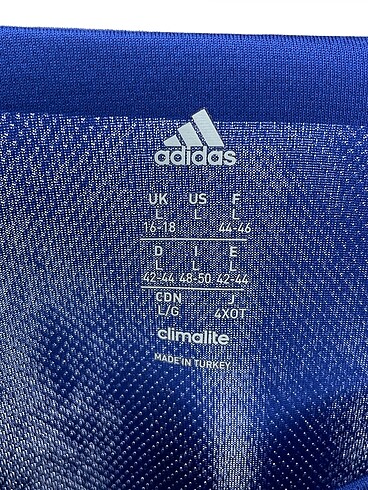 adidas
UK US F
L L L
16-18 44-46
D I E
L L L
42-44 48-50 42-44
CDN J
L/G 4XOT
climalite
MADE IN TURKEY